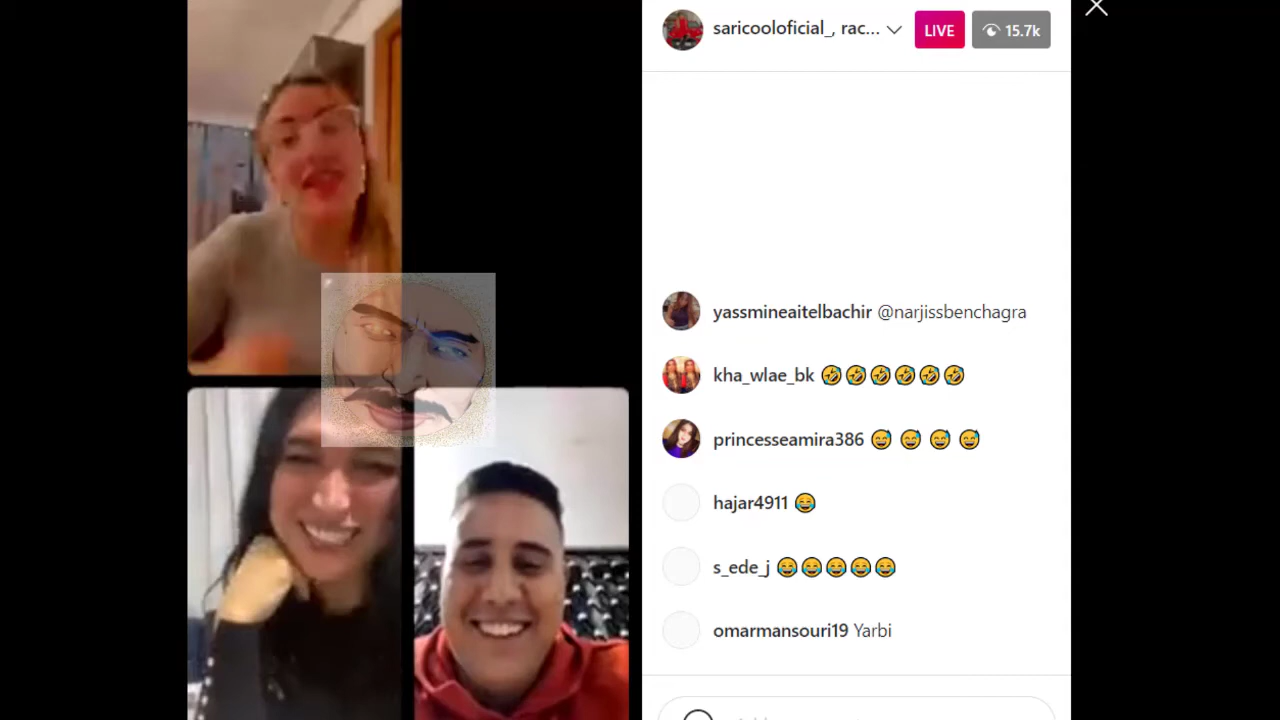 saricooloficial_, rac...
LIVE
15.7k
yassmineaitelbachir @narjissbenchagra
kha_wlae_bk 🤣🤣🤣🤣🤣🤣
princesseamira386 😅 😅 😅 😅
hajar4911 😂
s_ede_j 😂😂😂😂😂
omarmansouri19 Yarbi